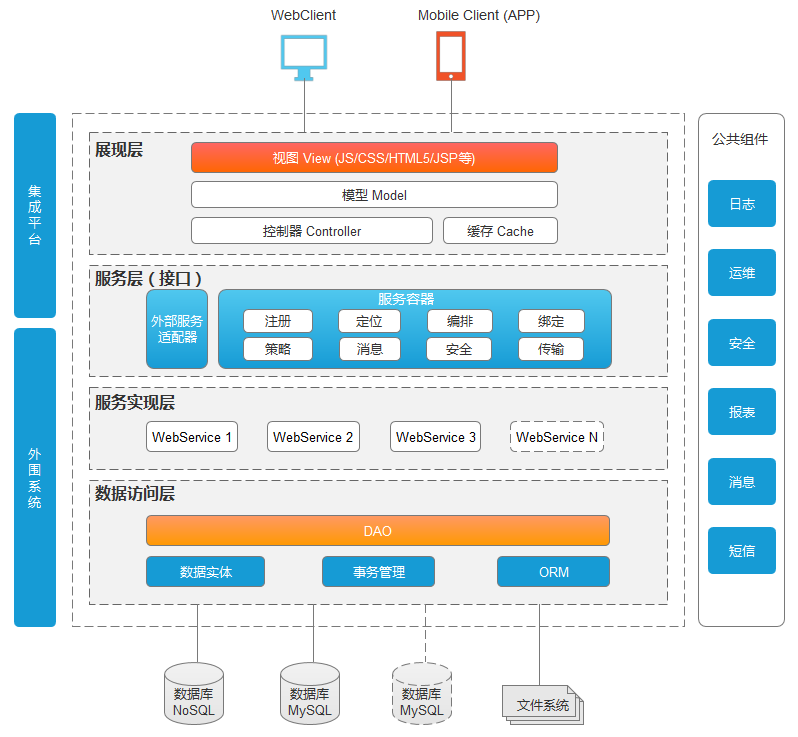 WebClient
Mobile Client (APP)
集
成
平
台
外
围
系
统
展现层
视图 View (JS/CSS/HTML5/JSP等)
模型 Model
控制器 Controller
缓存 Cache
服务层 ( 接口 )
外部服务
适配器
服务容器
注册
定位
编排
绑定
策略
消息
安全
传输
服务实现层
WebService 1
WebService 2
WebService 3
WebService N
数据访问层
DAO
数据实体
事务管理
ORM
数据库
NoSQL
数据库
MySQL
数据库
MySQL
文件系统
公共组件
日志
运维
安全
报表
消息
短信